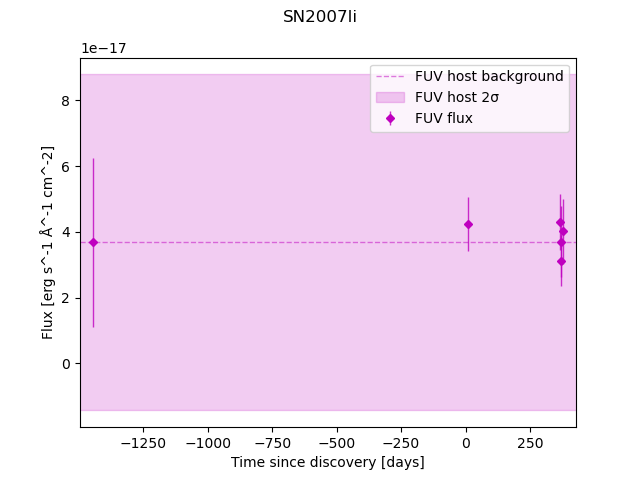 SN2007li
1e−17
FUV host background
FUV host 2σ
FUV flux
8
6
4
2
0
Flux [erg s^-1 Å^-1 cm^-2]
−1250 −1000 −750 −500 −250 0 250
Time since discovery [days]